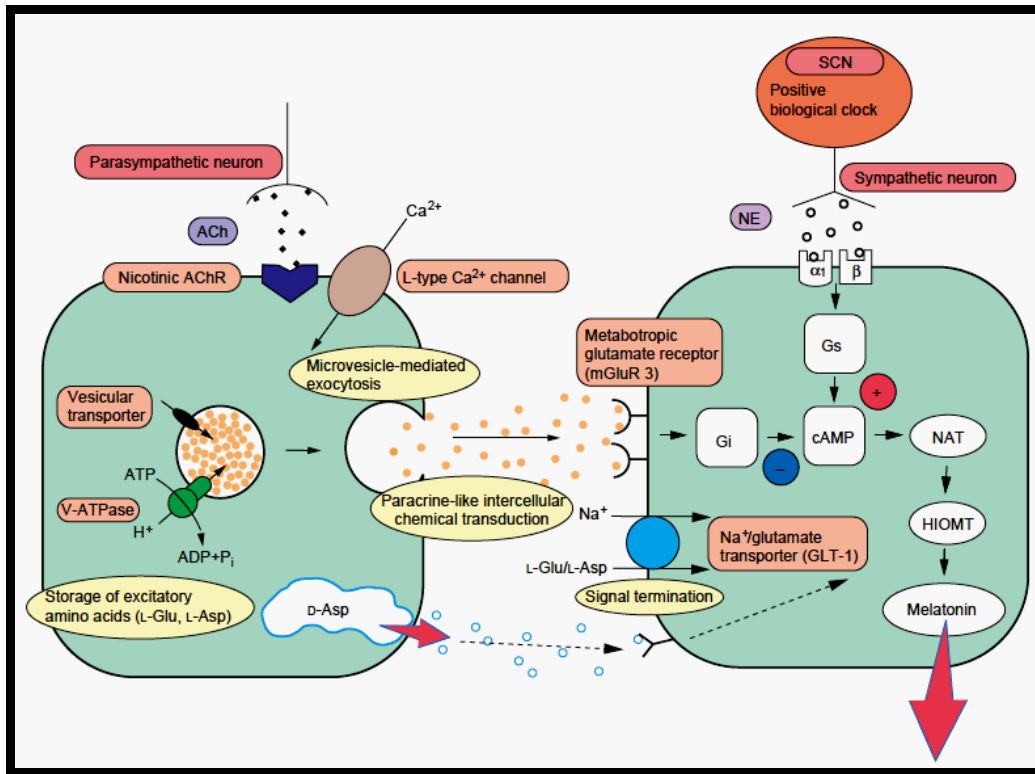 SCN
Positive
biological clock
Parasympathetic neuron
Sympathetic neuron
ACh
Ca²⁺
NE
Nicotinic AChR
L-type Ca²⁺ channel
α1
β
Microvesicle-mediated
exocytosis
Metabotropic
glutamate receptor
(mGluR 3)
Gs
+
Vesicular
transporter
Gi
cAMP
NAT
−
ATP
V-ATPase
H⁺
ADP+Pᵢ
Paracrine-like intercellular
chemical transduction
Na⁺
HIOMT
Na⁺/glutamate
transporter (GLT-1)
L-Glu/L-Asp
Signal termination
Storage of excitatory
amino acids (L-Glu, L-Asp)
D-Asp
Melatonin